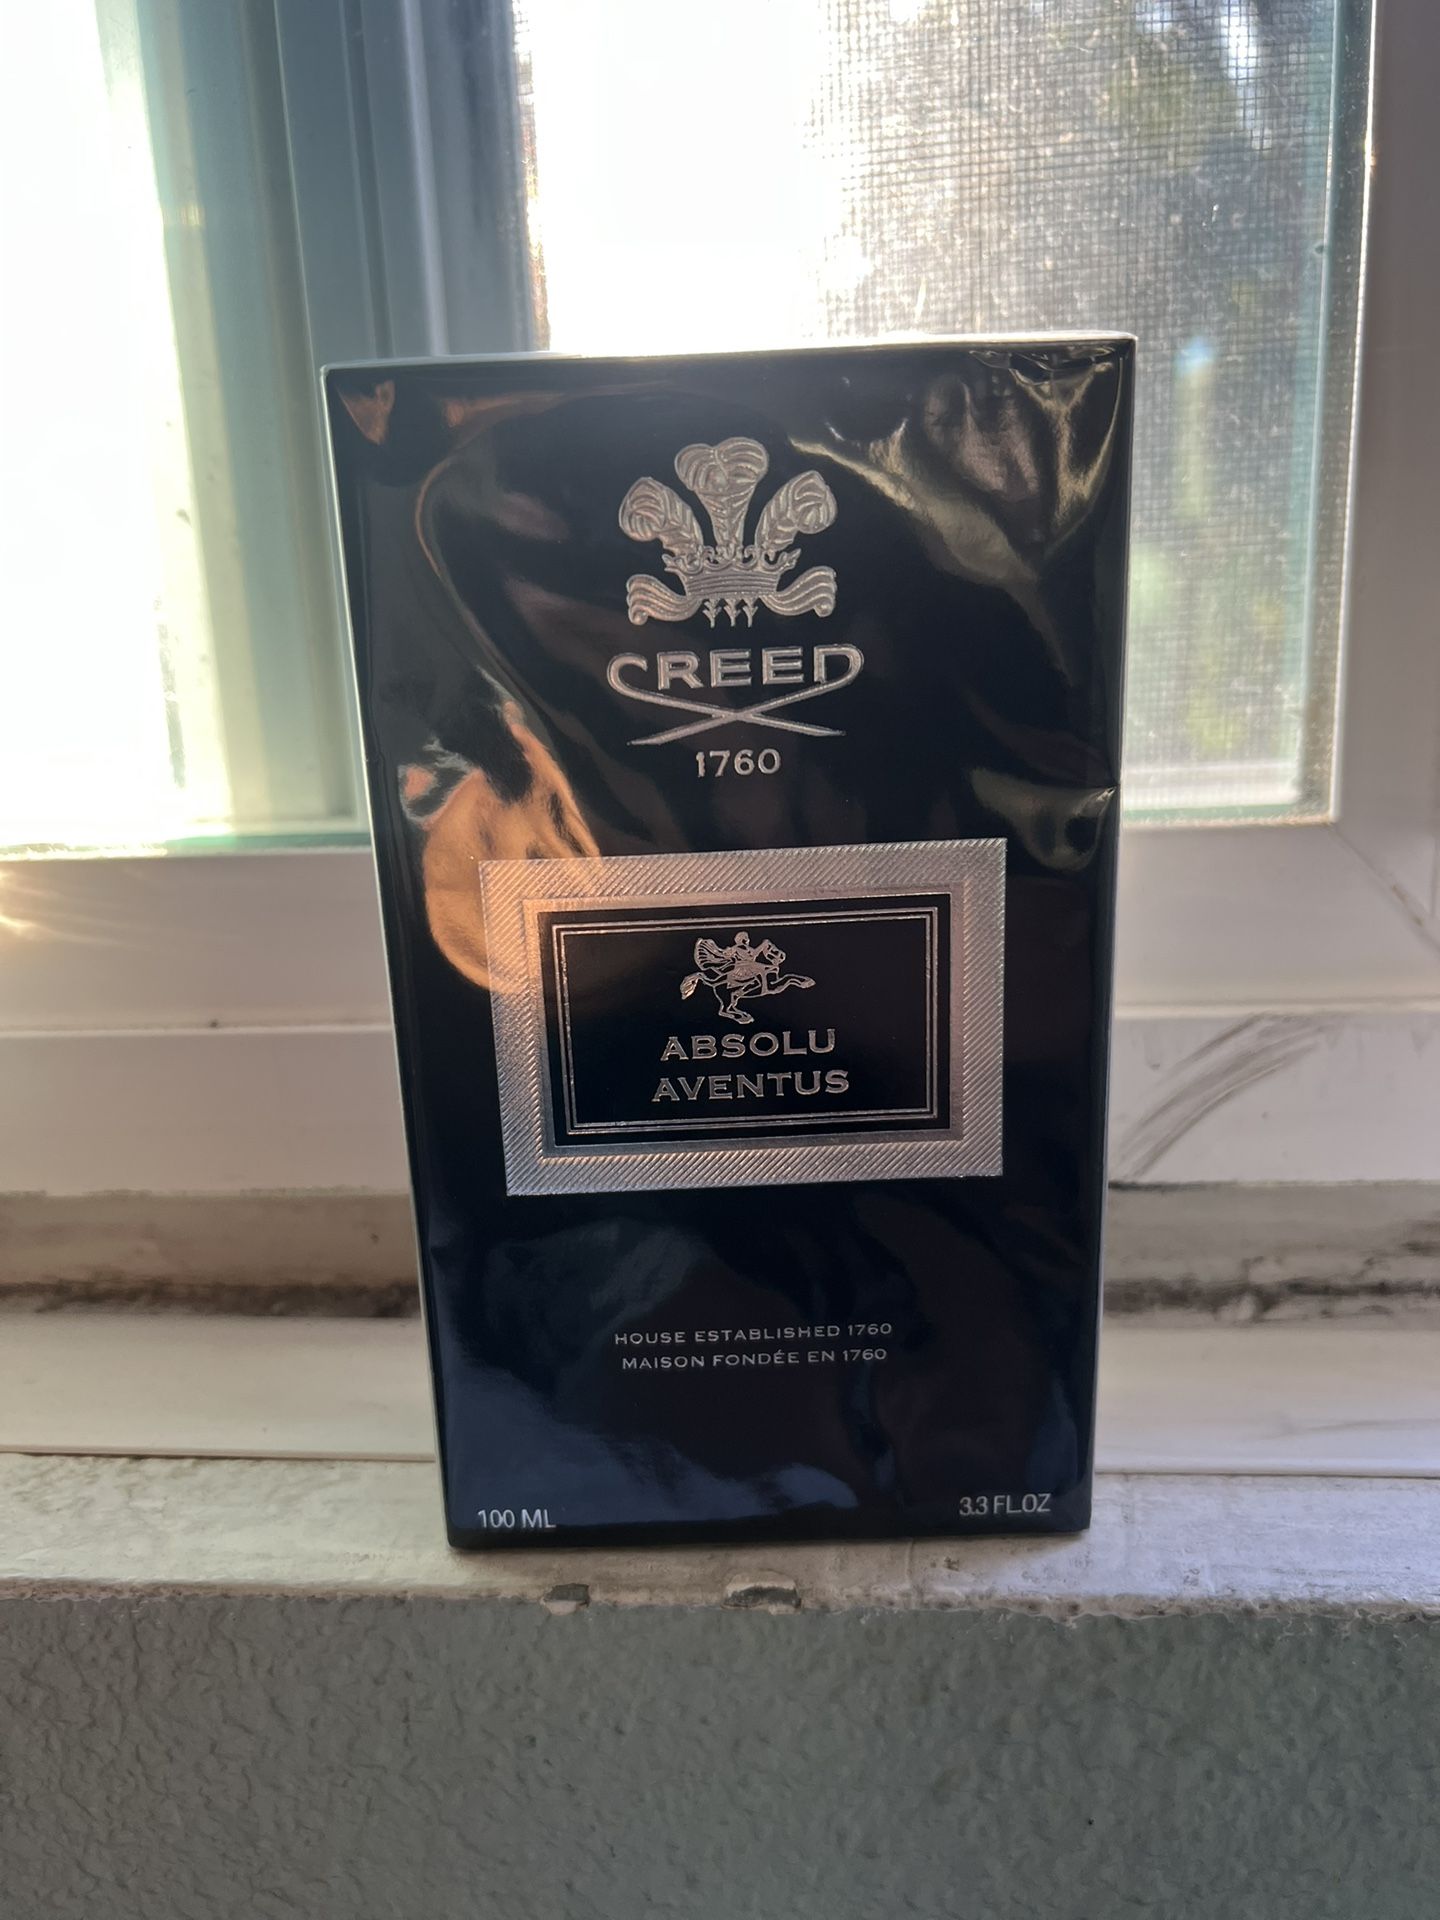 CREED
1760
ABSOLU
AVENTUS
HOUSE ESTABLISHED 1760
MAISON FONDÉE EN 1760
100 ML
3.3 FL.OZ